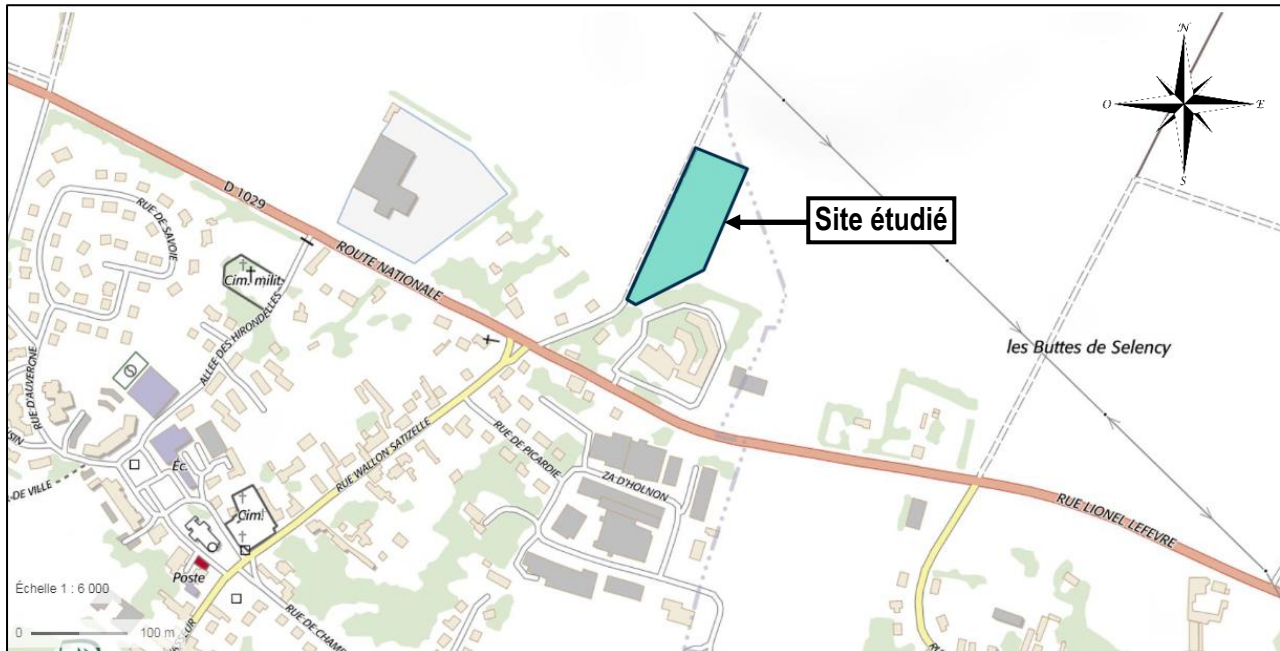 N
O
E
S
D 1029
ROUTE NATIONALE
RUE DE SAVOIE
Site étudié
Cim. milit.
ALLÉE DES HIRONDELLES
les Buttes de Selency
RUE D'AUVERGNE
RUE WALLON SATIZELLE
RUE DE PICARDIE
Éc.
ZA D'HOLNON
DE VILLE
Cim.
RUE LIONEL LEFEVRE
Poste
Échelle 1 : 6 000
0
100 m
RUE DE CHAM